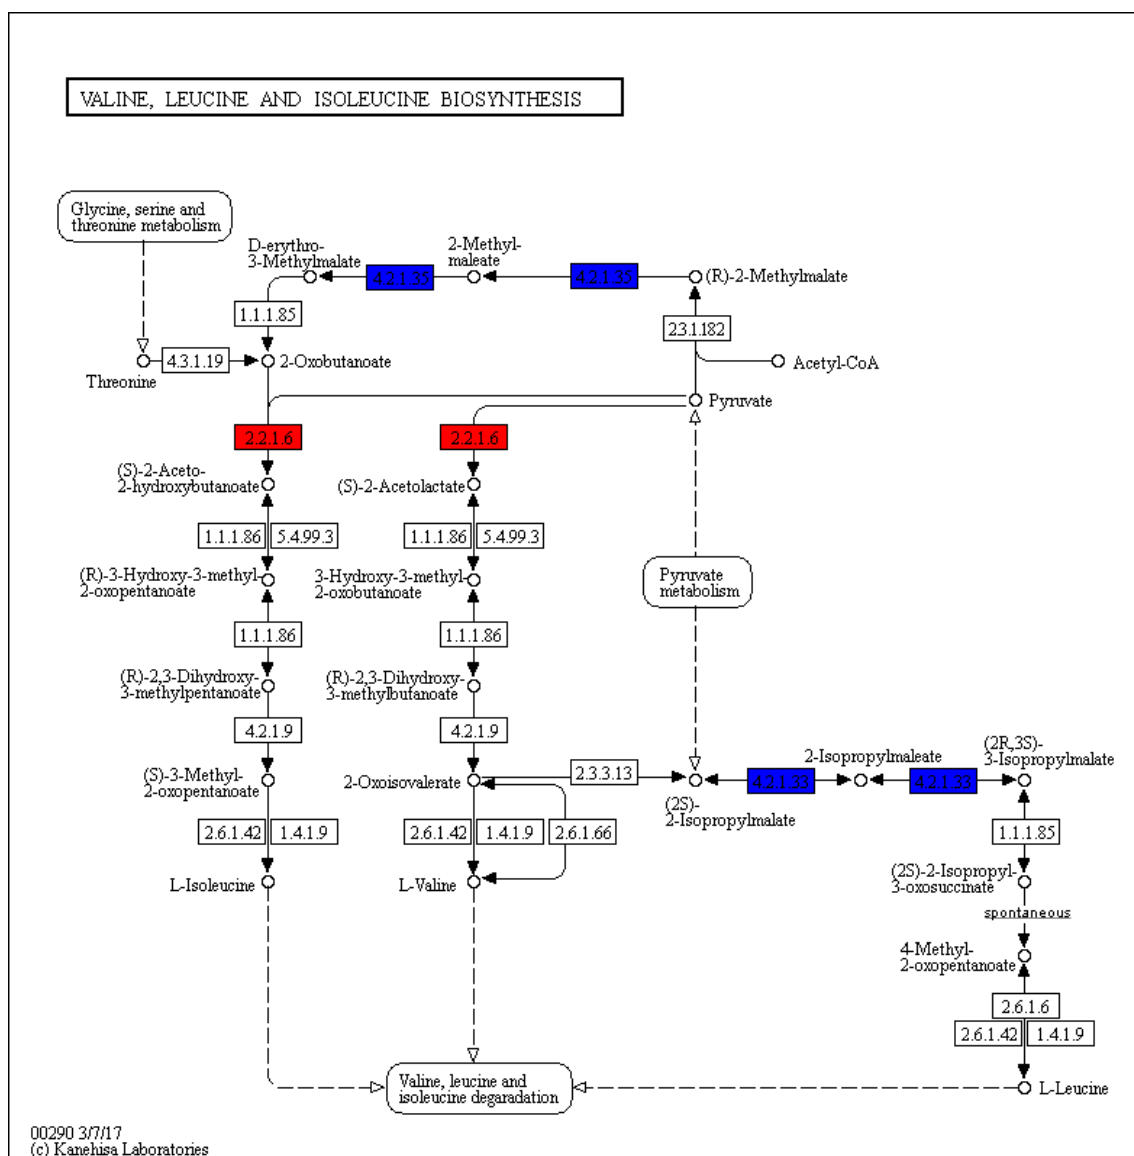 VALINE, LEUCINE AND ISOLEUCINE BIOSYNTHESIS
Glycine, serine and
threonine metabolism
D-erythro-
3-Methylmalate
4.2.1.35
2-Methyl-
maleate
4.2.1.35
(R)-2-Methylmalate
1.1.1.85
2.3.1.182
Threonine
4.3.1.19
2-Oxobutanoate
Acetyl-CoA
Pyruvate
2.2.1.6
2.2.1.6
(S)-2-Aceto-
2-hydroxybutanoate
(S)-2-Acetolactate
1.1.1.86
5.4.99.3
1.1.1.86
5.4.99.3
(R)-3-Hydroxy-3-methyl-
2-oxopentanoate
3-Hydroxy-3-methyl-
2-oxobutanoate
Pyruvate
metabolism
1.1.1.86
1.1.1.86
(R)-2,3-Dihydroxy-
3-methylpentanoate
(R)-2,3-Dihydroxy-
3-methylbutanoate
4.2.1.9
4.2.1.9
(S)-3-Methyl-
2-oxopentanoate
2-Oxoisovalerate
2.3.3.13
(2S)-
2-Isopropylmalate
4.2.1.33
2-Isopropylmaleate
4.2.1.33
(2R,3S)-
3-Isopropylmalate
2.6.1.42
1.4.1.9
2.6.1.42
1.4.1.9
2.6.1.66
1.1.1.85
L-Isoleucine
L-Valine
(2S)-2-Isopropyl-
3-oxosuccinate
spontaneous
4-Methyl-
2-oxopentanoate
2.6.1.6
2.6.1.42
1.4.1.9
Valine, leucine and
isoleucine degaradation
L-Leucine
00290 3/7/17
(c) Kanehisa Laboratories